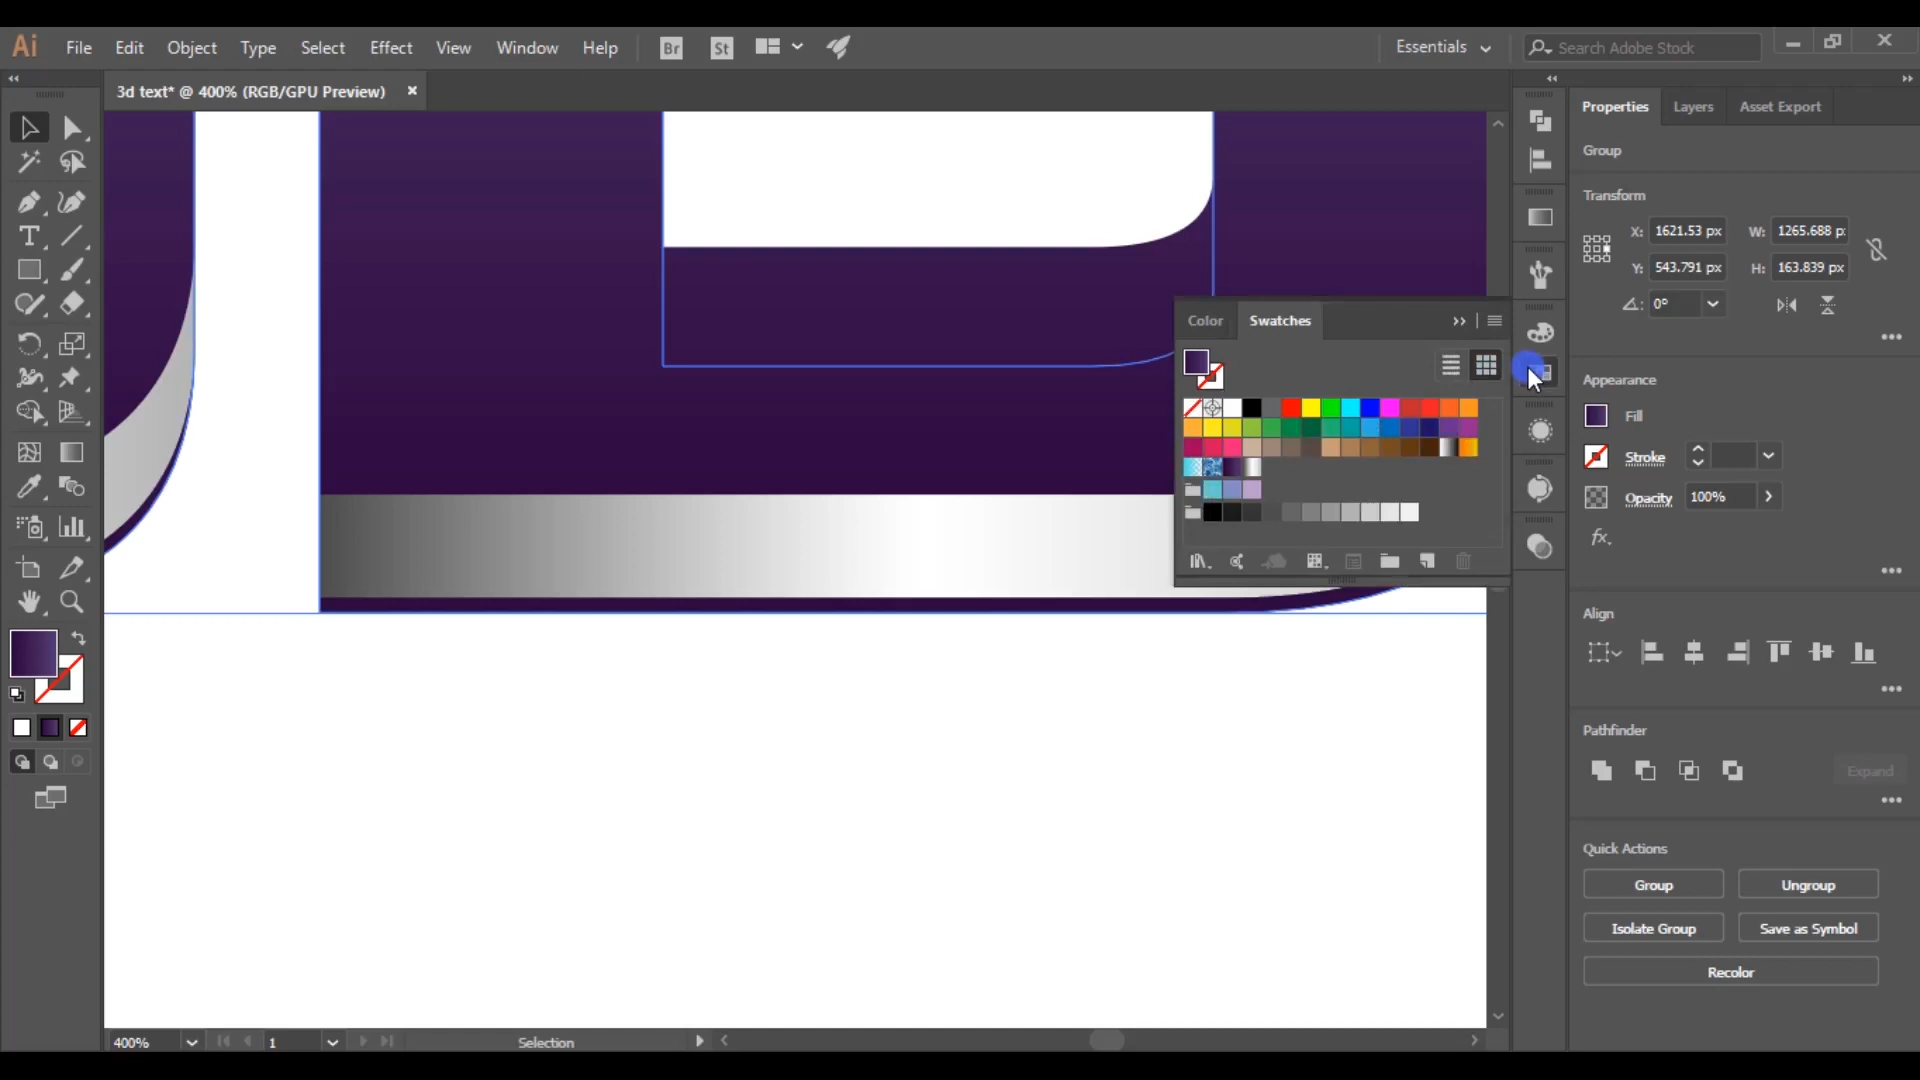 Ai File Edit Object Type Select Effect View Window Help Br St Essentials Search Adobe Stock
3d text* @ 400% (RGB/GPU Preview) ×
Properties Layers Asset Export
Group
Transform
X: 1621.53 px W: 1265.688 p
Y: 543.791 px H: 163.839 px
0°
Color Swatches
Appearance
Fill
Stroke
Opacity 100%
fx.
Align
Pathfinder
Expand
Quick Actions
Group Ungroup
Isolate Group Save as Symbol
Recolor
400% 1 Selection